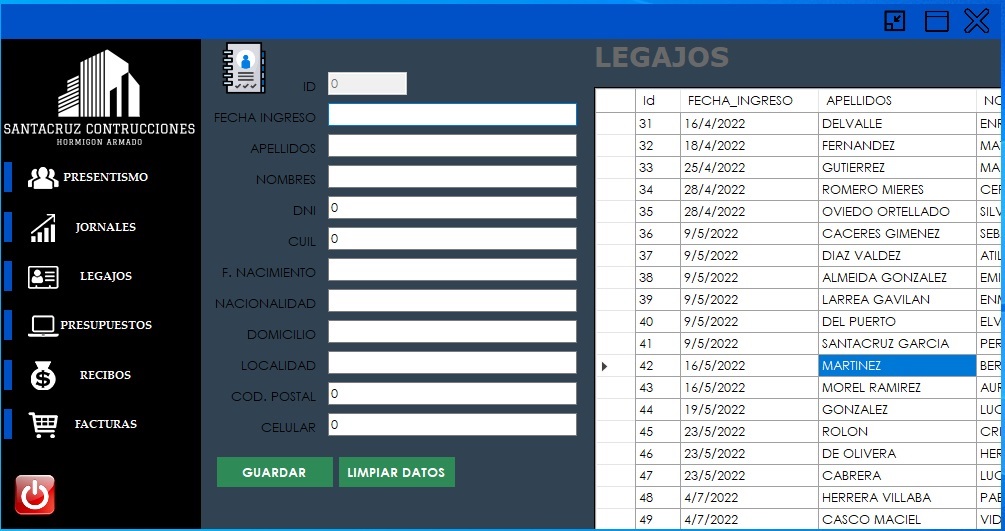 SANTACRUZ CONTRUCCIONES
HORMIGON ARMADO
PRESENTISMO
JORNALES
LEGAJOS
PRESUPUESTOS
RECIBOS
FACTURAS
ID 0
FECHA INGRESO
APELLIDOS
NOMBRES
DNI 0
CUIL 0
F. NACIMIENTO
NACIONALIDAD
DOMICILIO
LOCALIDAD
COD. POSTAL 0
CELULAR 0
GUARDAR LIMPIAR DATOS
LEGAJOS
Id FECHA_INGRESO APELLIDOS NO
31 16/4/2022 DELVALLE ENR
32 18/4/2022 FERNANDEZ MA
33 25/4/2022 GUTIERREZ MA
34 28/4/2022 ROMERO MIERES CEF
35 28/4/2022 OVIEDO ORTELLADO SILV
36 9/5/2022 CACERES GIMENEZ SEB
37 9/5/2022 DIAZ VALDEZ ATIL
38 9/5/2022 ALMEIDA GONZALEZ EMI
39 9/5/2022 LARREA GAVILAN
40 9/5/2022 DEL PUERTO ELV
41 9/5/2022 SANTACRUZ GARCIA PER
42 16/5/2022 MARTINEZ BER
43 16/5/2022 MOREL RAMIREZ AUR
44 19/5/2022 GONZALEZ LUC
45 23/5/2022 ROLON CRI
46 23/5/2022 DE OLIVERA HER
47 23/5/2022 CABRERA LUC
48 4/7/2022 HERRERA VILLABA PAB
49 4/7/2022 CASCO MACIEL VID